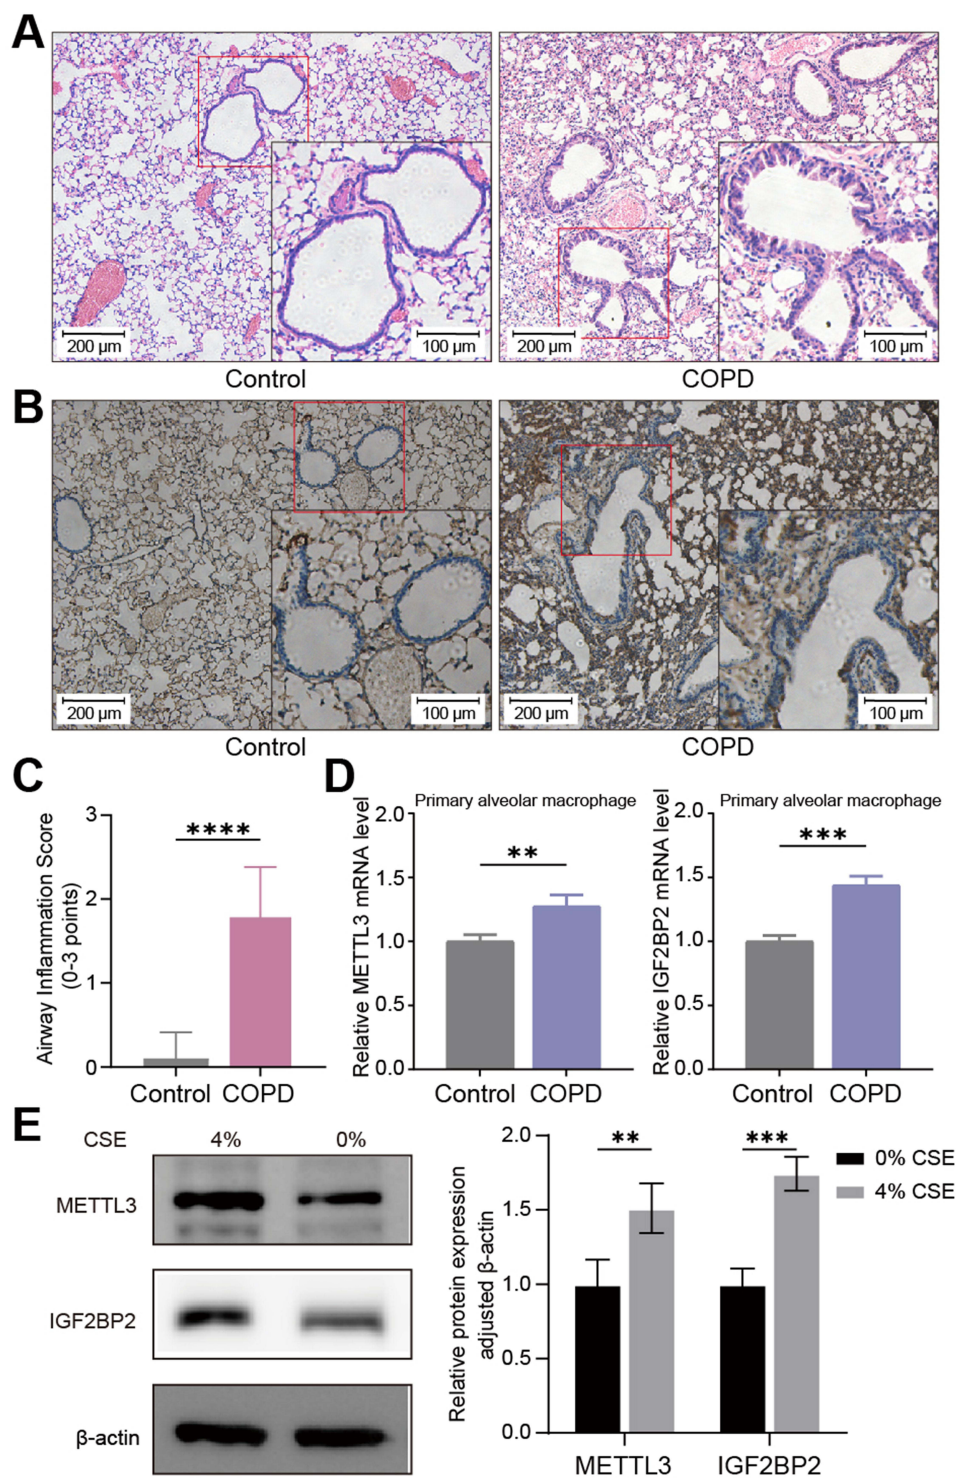 A
200 μm
100 μm
200 μm
100 μm
Control
COPD
B
200 μm
100 μm
200 μm
100 μm
Control
COPD
C
Airway Inflammation Score
(0-3 points)
3
2
1
0
****
Control
COPD
D
Primary alveolar macrophage
Relative METTL3 mRNA level
2.0
1.5
1.0
0.5
0.0
**
Control
COPD
Primary alveolar macrophage
Relative IGF2BP2 mRNA level
2.0
1.5
1.0
0.5
0.0
***
Control
COPD
E
CSE 4% 0%
METTL3
IGF2BP2
β-actin
Relative protein expression
adjusted β-actin
2.0
1.5
1.0
0.5
0.0
**
***
METTL3
IGF2BP2
0% CSE
4% CSE